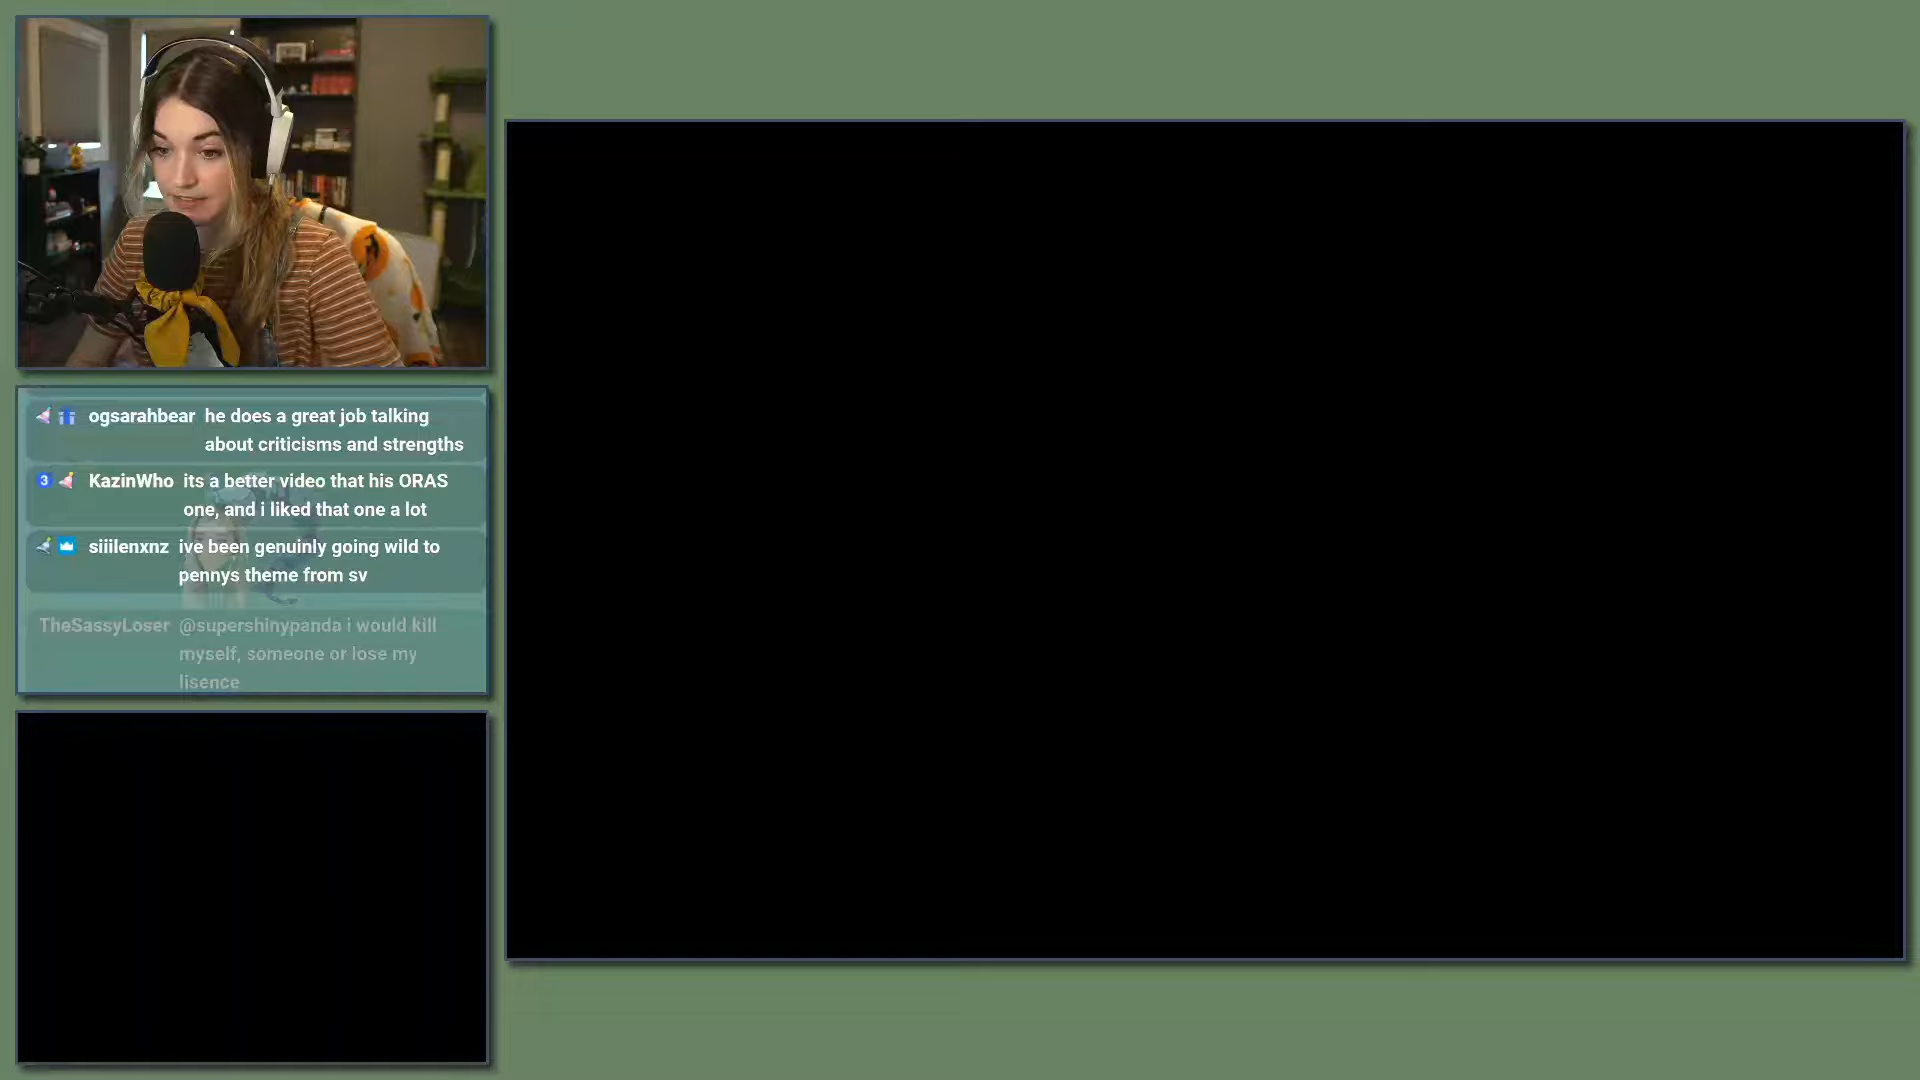 ogsarahbear he does a great job talking
about criticisms and strengths
3 KazinWho its a better video that his ORAS
one, and i liked that one a lot
siiilenxnz ive been genuinly going wild to
pennys theme from sv
TheSassyLoser @supershinypanda i would kill
myself, someone or lose my
lisence